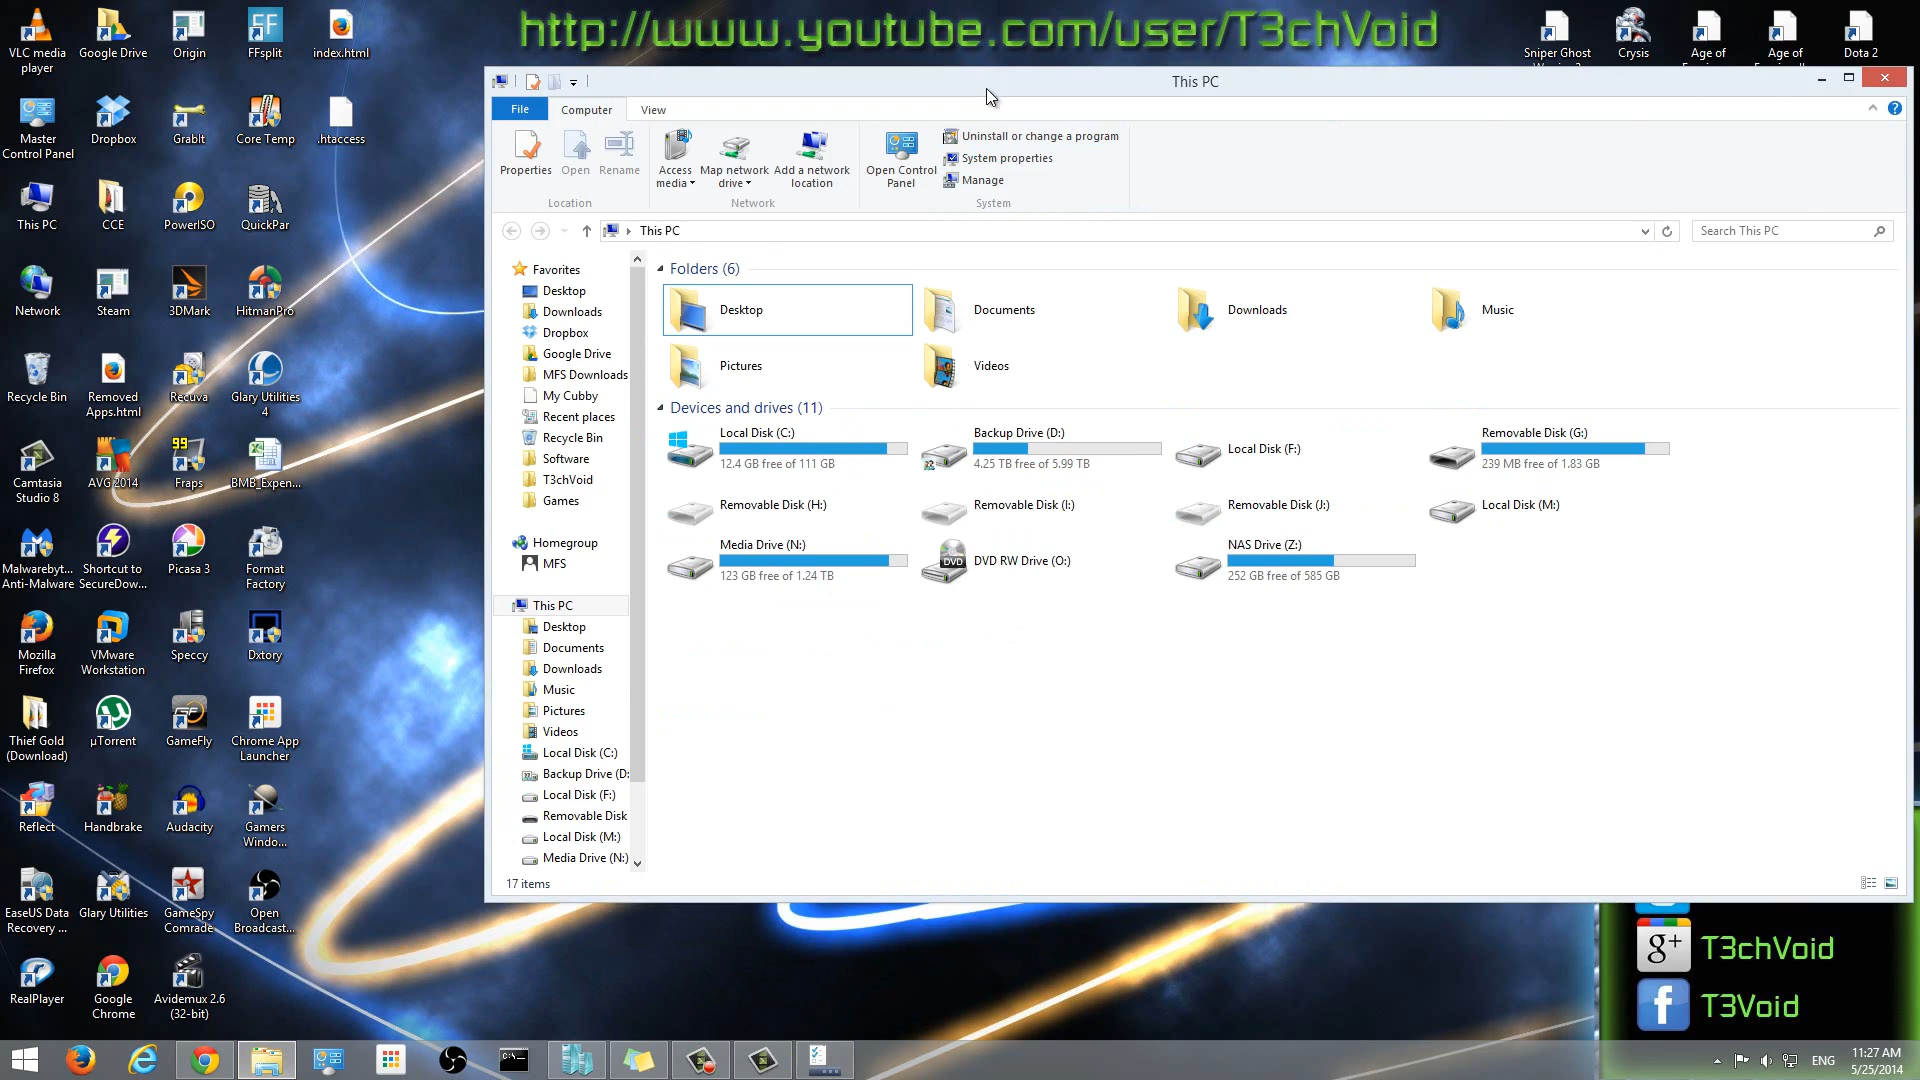 http://www.youtube.com/user/T3chVoid
VLC media player
Google Drive
Origin
FFsplit
index.html
Sniper Ghost
Crysis
Age of
Age of
Dota 2
Master Control Panel
Dropbox
GrabIt
Core Temp
.htaccess
This PC
CCE
PowerISO
QuickPar
Network
Steam
3DMark
HitmanPro
Recycle Bin
Removed Apps.html
Recuva
Glary Utilities 4
Camtasia Studio 8
AVG 2014
Fraps
BMB_Expen...
Malwarebyt... Anti-Malware
Shortcut to SecureDow...
Picasa 3
Format Factory
Mozilla Firefox
VMware Workstation
Speccy
Dxtory
Thief Gold (Download)
µTorrent
GameFly
Chrome App Launcher
Reflect
Handbrake
Audacity
Gamers Windo...
EaseUS Data Recovery ...
Glary Utilities
GameSpy Comrade
Open Broadcast...
RealPlayer
Google Chrome
Avidemux 2.6 (32-bit)
This PC
File
Computer
View
Properties
Open
Rename
Location
Access media
Map network drive
Add a network location
Network
Open Control Panel
Uninstall or change a program
System properties
Manage
System
This PC
Search This PC
Favorites
Desktop
Downloads
Dropbox
Google Drive
MFS Downloads
My Cubby
Recent places
Recycle Bin
Software
T3chVoid
Games
Homegroup
MFS
This PC
Desktop
Documents
Downloads
Music
Pictures
Videos
Local Disk (C:)
Backup Drive (D:
Local Disk (F:)
Removable Disk
Local Disk (M:)
Media Drive (N:)
Folders (6)
Desktop
Documents
Downloads
Music
Pictures
Videos
Devices and drives (11)
Local Disk (C:)
12.4 GB free of 111 GB
Backup Drive (D:)
4.25 TB free of 5.99 TB
Local Disk (F:)
Removable Disk (G:)
239 MB free of 1.83 GB
Removable Disk (H:)
Removable Disk (I:)
Removable Disk (J:)
Local Disk (M:)
Media Drive (N:)
123 GB free of 1.24 TB
DVD
DVD RW Drive (O:)
NAS Drive (Z:)
252 GB free of 585 GB
17 items
g+ T3chVoid
f T3Void
ENG
11:27 AM
5/25/2014